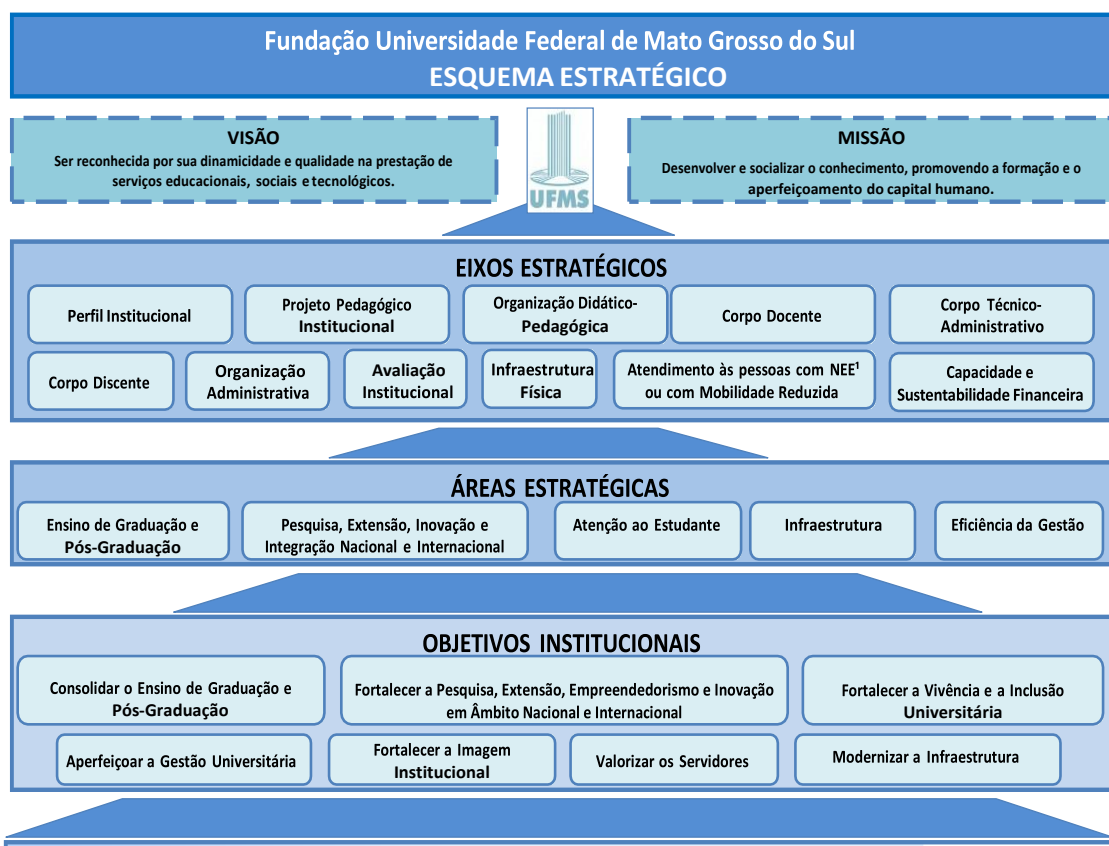 Fundação Universidade Federal de Mato Grosso do Sul
ESQUEMA ESTRATÉGICO
VISÃO
Ser reconhecida por sua dinamicidade e qualidade na prestação de
serviços educacionais, sociais e tecnológicos.
UFMS
MISSÃO
Desenvolver e socializar o conhecimento, promovendo a formação e o
aperfeiçoamento do capital humano.
EIXOS ESTRATÉGICOS
Perfil Institucional
Projeto Pedagógico
Institucional
Organização Didático-
Pedagógica
Corpo Docente
Corpo Técnico-
Administrativo
Corpo Discente
Organização
Administrativa
Avaliação
Institucional
Infraestrutura
Física
Atendimento às pessoas com NEE¹
ou com Mobilidade Reduzida
Capacidade e
Sustentabilidade Financeira
ÁREAS ESTRATÉGICAS
Ensino de Graduação e
Pós-Graduação
Pesquisa, Extensão, Inovação e
Integração Nacional e Internacional
Atenção ao Estudante
Infraestrutura
Eficiência da Gestão
OBJETIVOS INSTITUCIONAIS
Consolidar o Ensino de Graduação e
Pós-Graduação
Fortalecer a Pesquisa, Extensão, Empreendedorismo e Inovação
em Âmbito Nacional e Internacional
Fortalecer a Vivência e a Inclusão
Universitária
Aperfeiçoar a Gestão Universitária
Fortalecer a Imagem
Institucional
Valorizar os Servidores
Modernizar a Infraestrutura